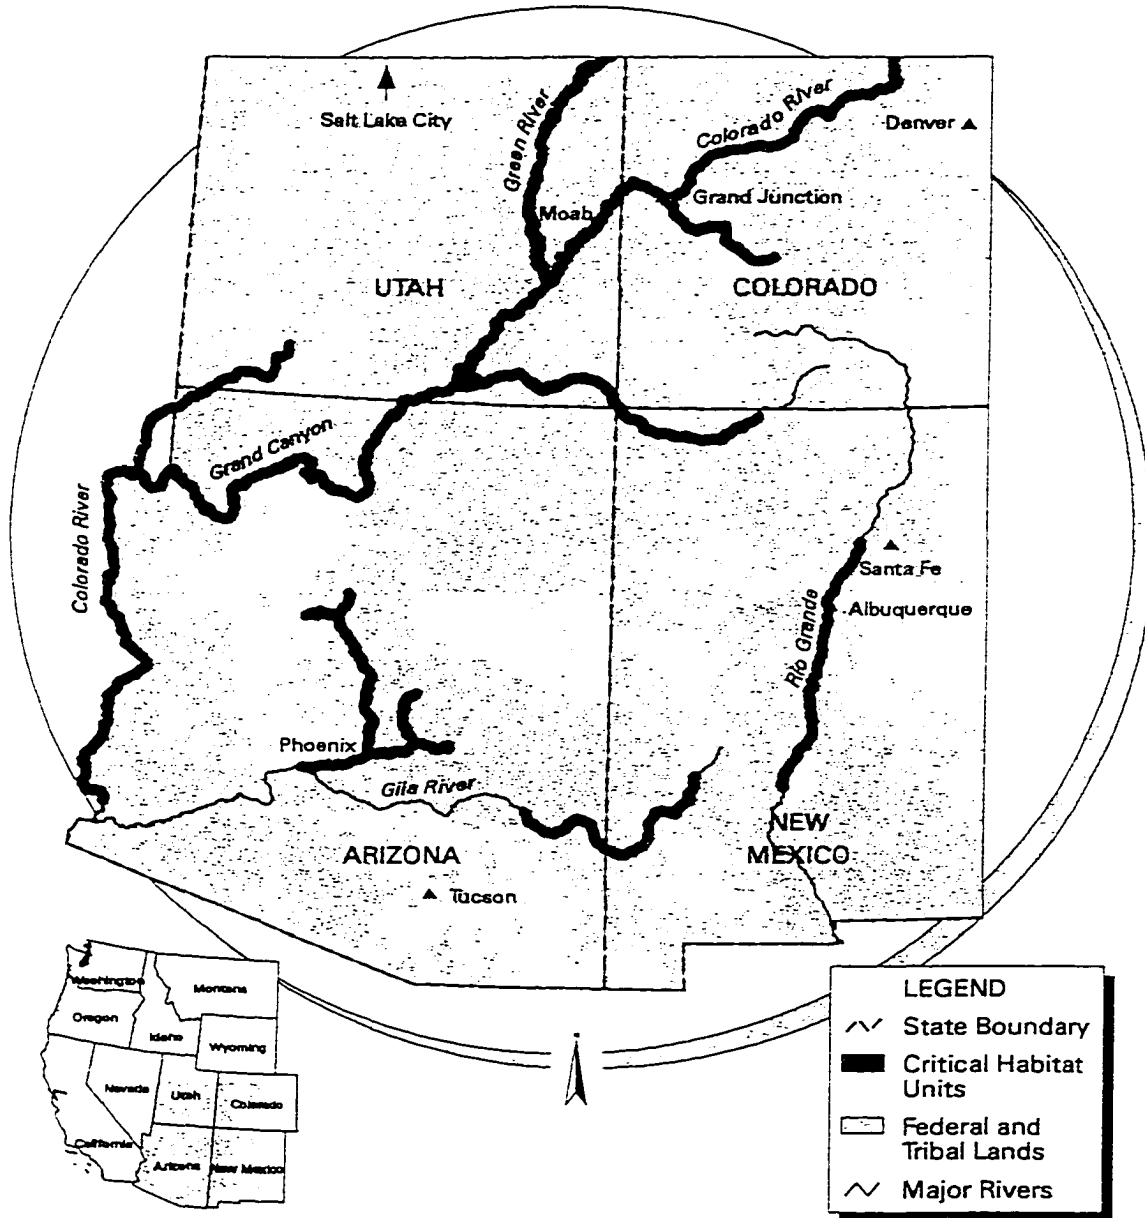 Salt Lake City
Green River
Colorado River
Denver
Moab
Grand Junction
UTAH
COLORADO
Grand Canyon
Colorado River
Santa Fe
Albuquerque
Rio Grande
Phoenix
Gila River
NEW
MEXICO
ARIZONA
Tucson
Washington
Montana
Oregon
Idaho
Wyoming
Nevada
Utah
Colorado
California
Arizona
New Mexico
LEGEND
State Boundary
Critical Habitat
Units
Federal and
Tribal Lands
Major Rivers